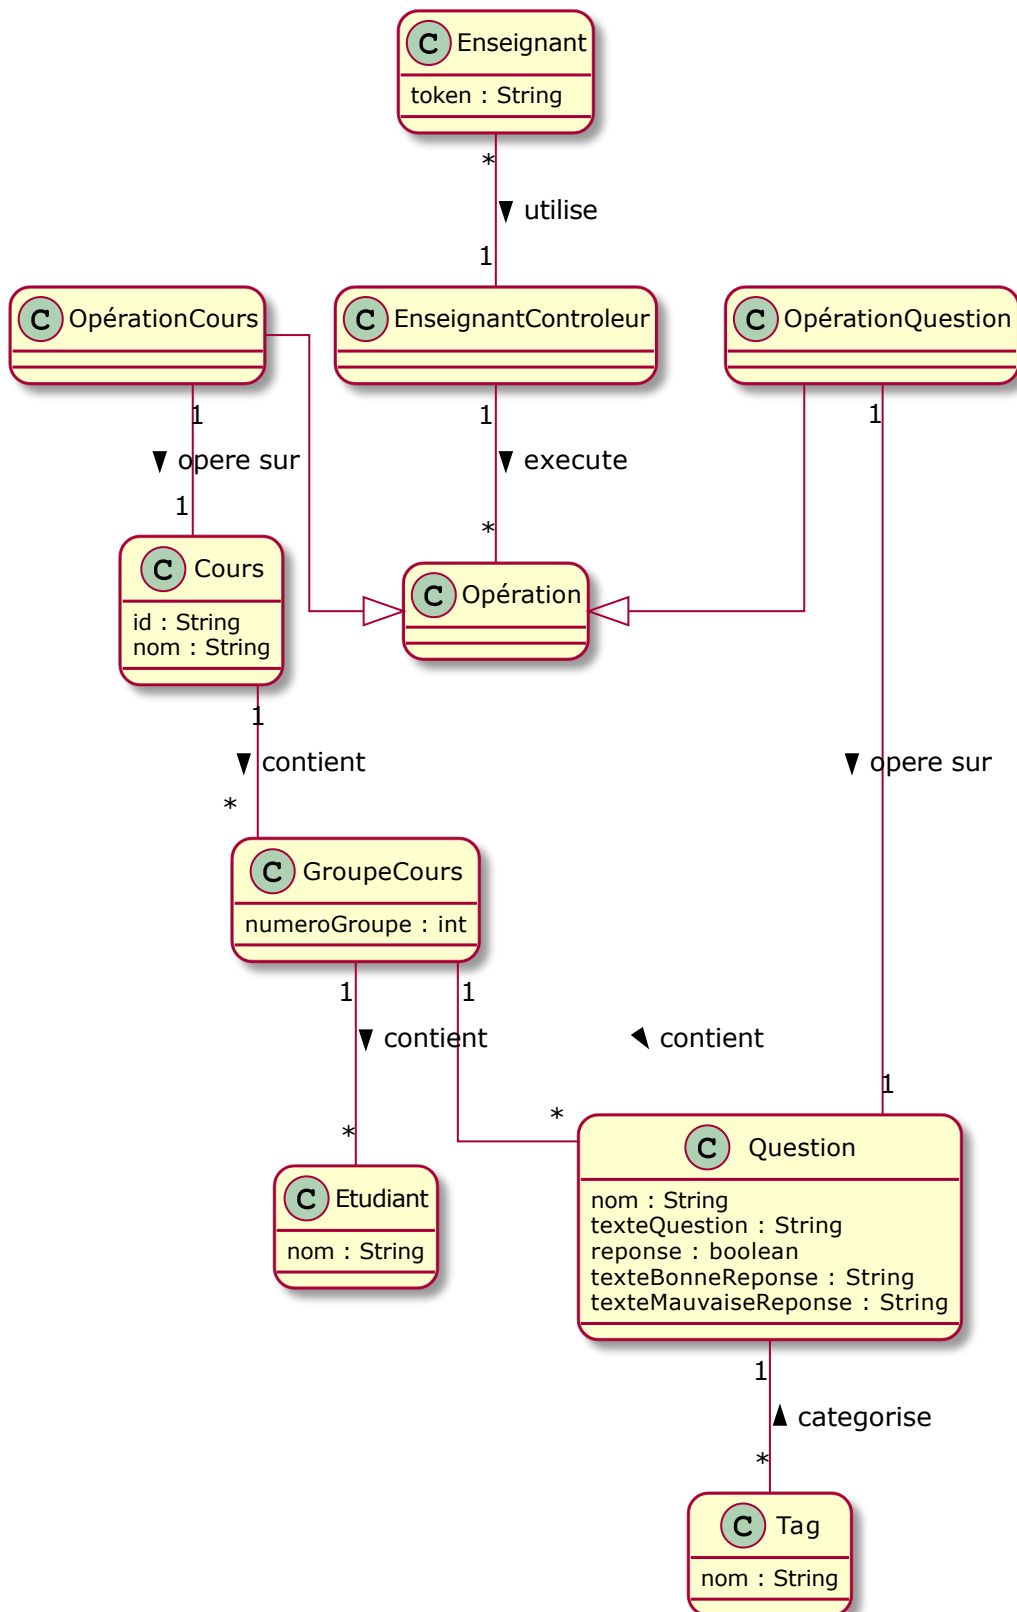 C Enseignant
token : String
*
utilise
1
C OpérationCours
C EnseignantControleur
C OpérationQuestion
1
1
1
opere sur
execute
1
*
C Cours
id : String
nom : String
C Opération
1
contient
opere sur
*
C GroupeCours
numeroGroupe : int
1
1
contient
contient
1
*
*
C Question
nom : String
texteQuestion : String
reponse : boolean
texteBonneReponse : String
texteMauvaiseReponse : String
C Etudiant
nom : String
1
categorise
*
C Tag
nom : String